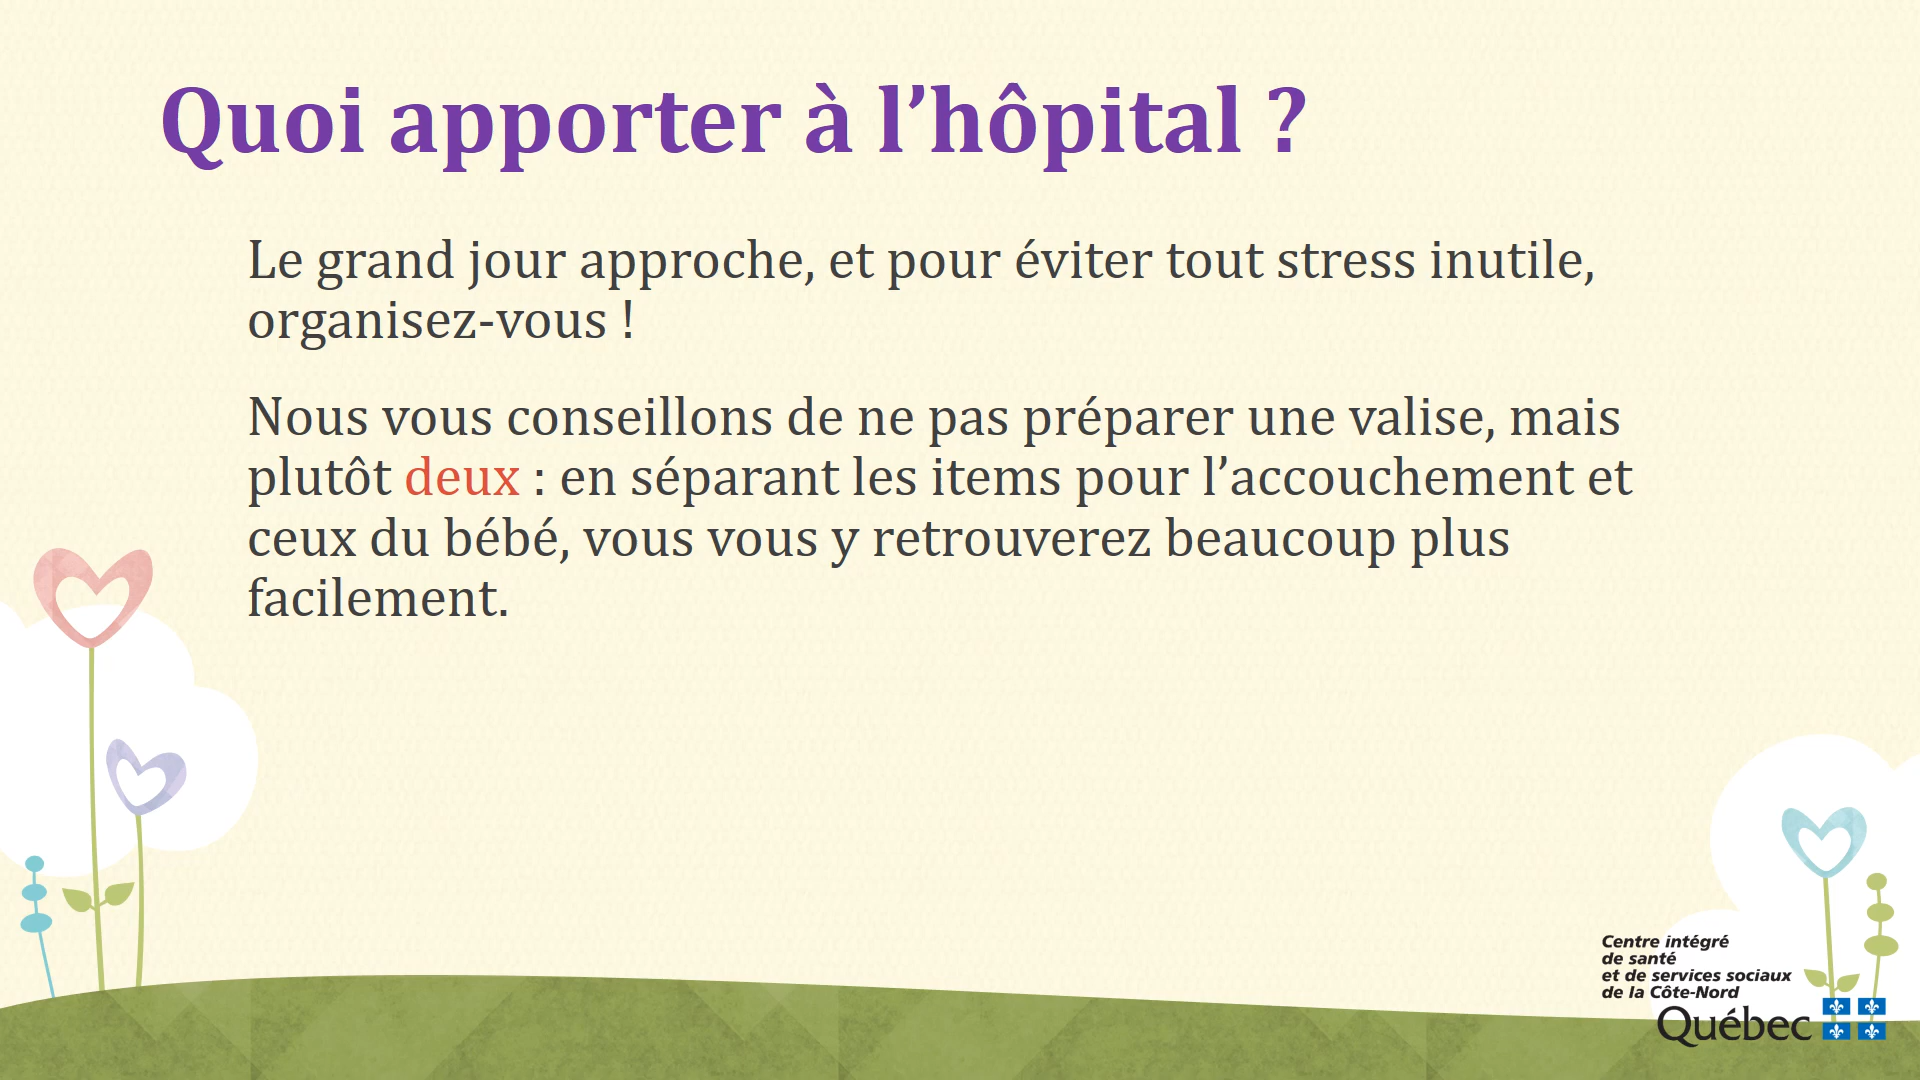 Quoi apporter à l’hôpital ?
Le grand jour approche, et pour éviter tout stress inutile,
organisez-vous !
Nous vous conseillons de ne pas préparer une valise, mais
plutôt deux : en séparant les items pour l’accouchement et
ceux du bébé, vous vous y retrouverez beaucoup plus
facilement.
Centre intégré
de santé
et de services sociaux
de la Côte-Nord
Québec